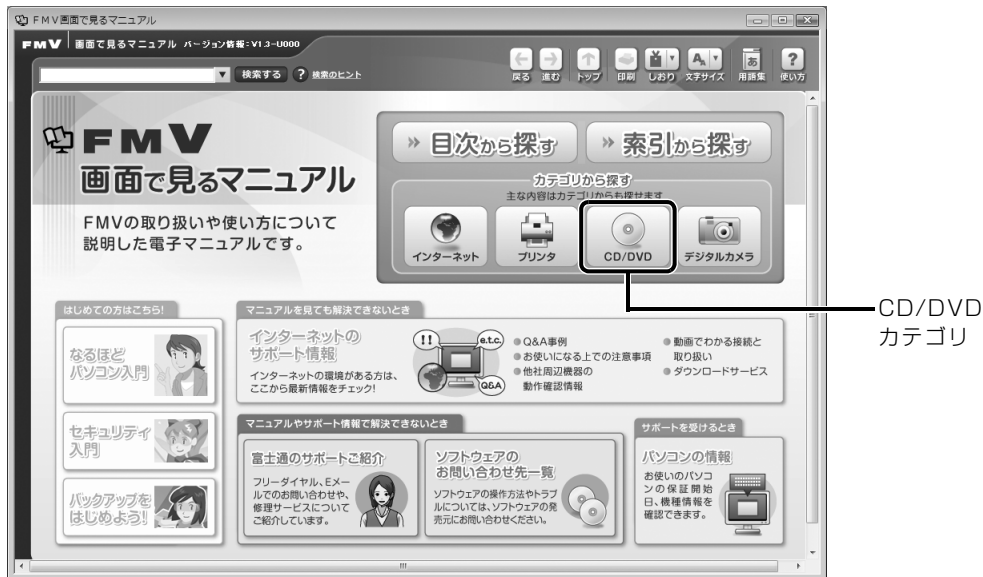 FMV画面で見るマニュアル
FMV 画面で見るマニュアル バージョン情報:V1.3-U000
検索する ? 検索のヒント
戻る 進む トップ 印刷 しおり 文字サイズ 用語集 使い方
FMV
画面で見るマニュアル
FMVの取り扱いや使い方について
説明した電子マニュアルです。
» 目次から探す
» 索引から探す
カテゴリから探す
主な内容はカテゴリからも探せます
インターネット
プリンタ
CD/DVD
デジタルカメラ
CD/DVD
カテゴリ
はじめての方はこちら!
なるほど
パソコン入門
セキュリティ
入門
バックアップを
はじめよう!
マニュアルを見ても解決できないとき
インターネットの
サポート情報
インターネットの環境がある方は、
ここから最新情報をチェック!
!!
e.t.c.
Q&A
Q&A事例
お使いになる上での注意事項
他社周辺機器の
動作確認情報
動画でわかる接続と
取り扱い
ダウンロードサービス
マニュアルやサポート情報で解決できないとき
富士通のサポートご紹介
フリーダイヤル、Eメー
ルでのお問い合わせや、
修理サービスについて
ご紹介しています。
ソフトウェアの
お問い合わせ先一覧
ソフトウェアの操作方法やトラブ
ルについては、ソフトウェアの発
売元にお問い合わせください。
サポートを受けるとき
パソコンの情報
お使いのパソコ
ンの保証開始
日、機種情報を
確認できます。